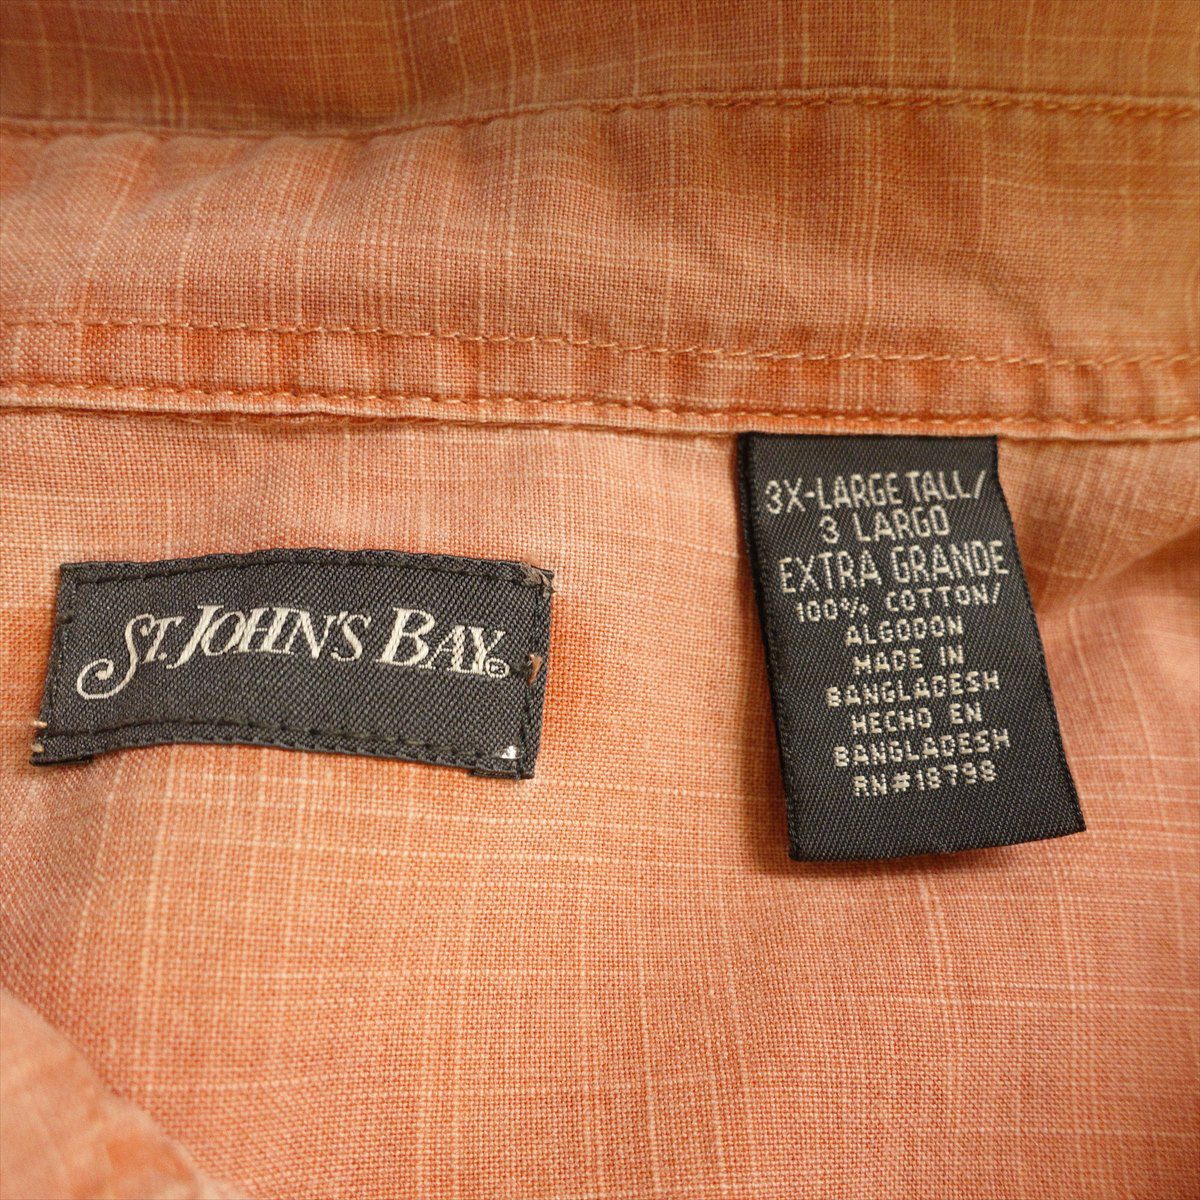 ST. JOHN'S BAY
3X-LARGE TALL/
3 LARGO
EXTRA GRANDE
100% COTTON/
ALGODON
MADE IN
BANGLADESH
HECHO EN
BANGLADESH
RN#18798